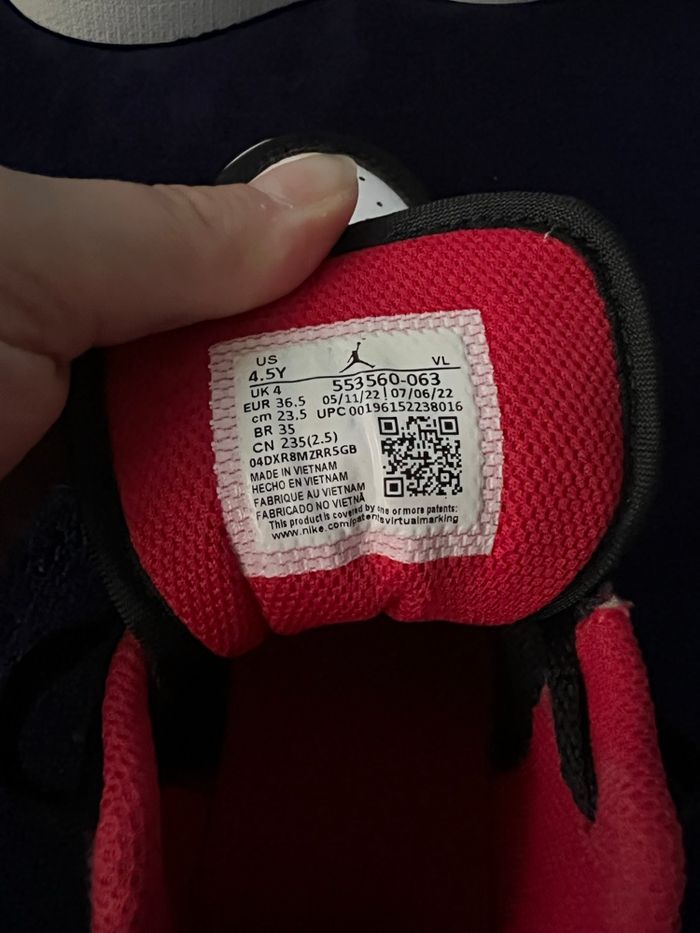 US VL
4.5Y
UK 4 553560-063
EUR 36.5 05/11/22 | 07/06/22
cm 23.5 UPC 00196152238016
BR 35
CN 235(2.5)
04DXR8MZRR5GB
MADE IN VIETNAM
HECHO EN VIETNAM
FABRIQUE AU VIETNAM
FABRICADO NO VIETNÃ
This product is covered by one or more patents:
www.nike.com/patentsvirtualmarking